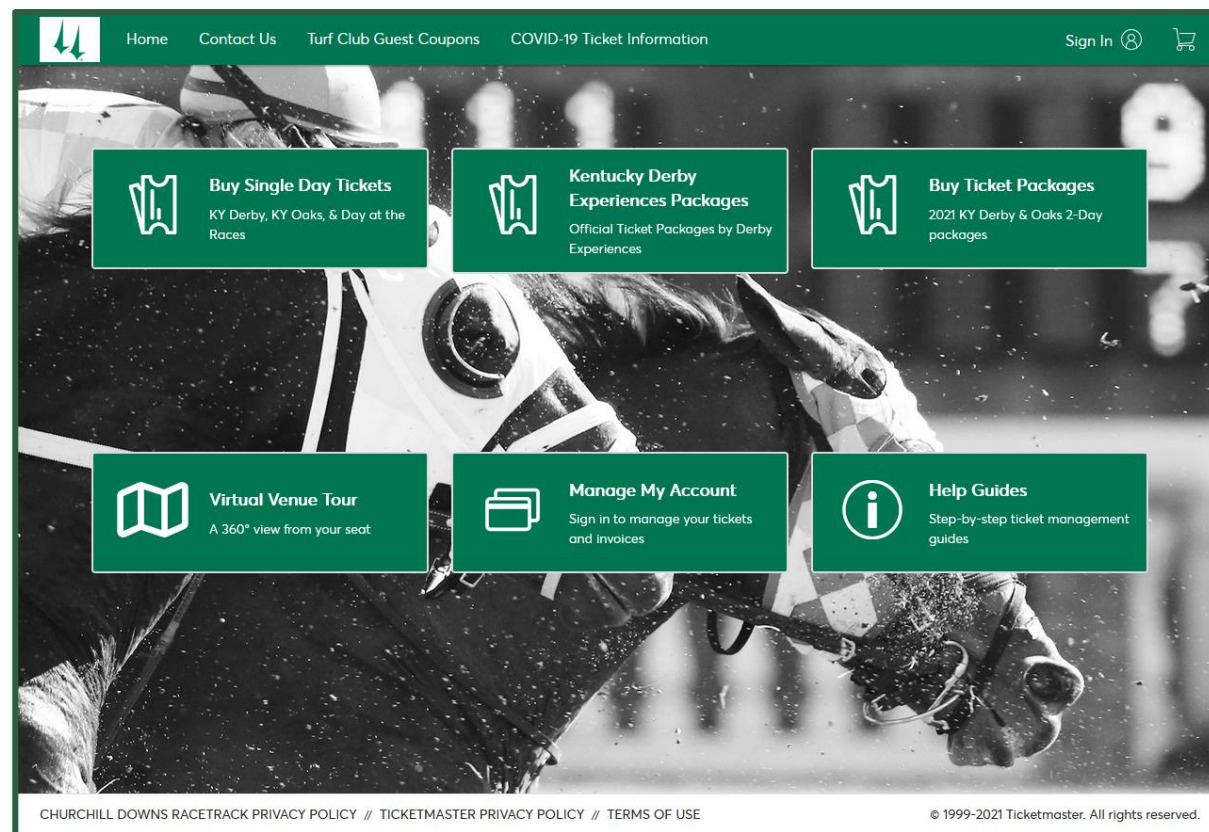 Home Contact Us Turf Club Guest Coupons COVID-19 Ticket Information Sign In
Buy Single Day Tickets
KY Derby, KY Oaks, & Day at the
Races
Kentucky Derby
Experiences Packages
Official Ticket Packages by Derby
Experiences
Buy Ticket Packages
2021 KY Derby & Oaks 2-Day
packages
Virtual Venue Tour
A 360° view from your seat
Manage My Account
Sign in to manage your tickets
and invoices
Help Guides
Step-by-step ticket management
guides
CHURCHILL DOWNS RACETRACK PRIVACY POLICY // TICKETMASTER PRIVACY POLICY // TERMS OF USE © 1999-2021 Ticketmaster. All rights reserved.